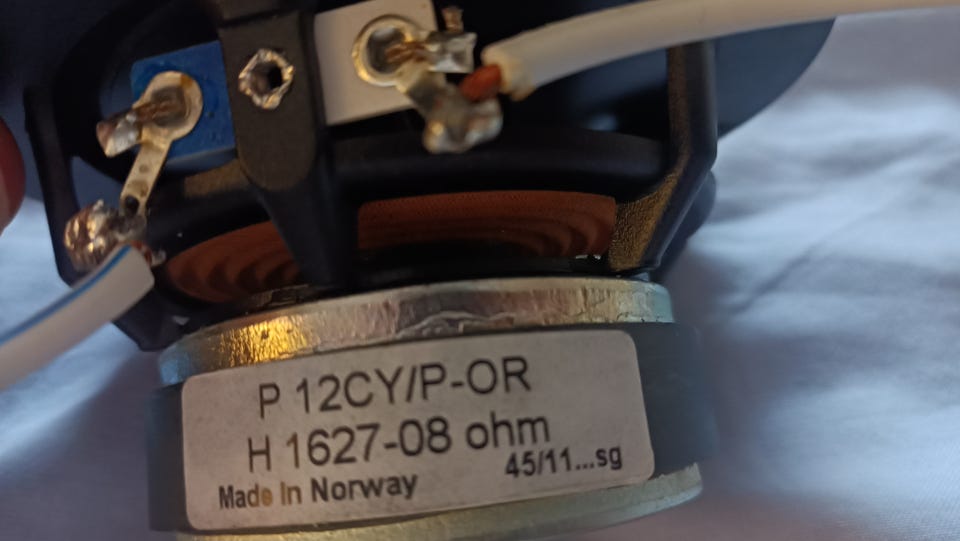 P 12CY/P-OR
H 1627-08 ohm
45/11...sg
Made In Norway